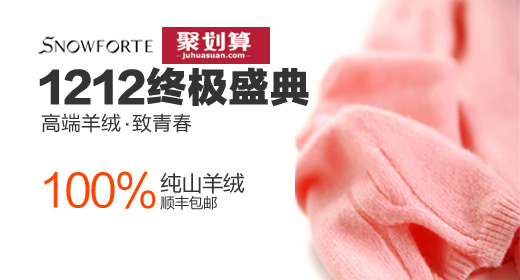 SNOWFORTE 聚划算
juhuasuan.com
1212终极盛典
高端羊绒·致青春
100% 纯山羊绒
顺丰包邮